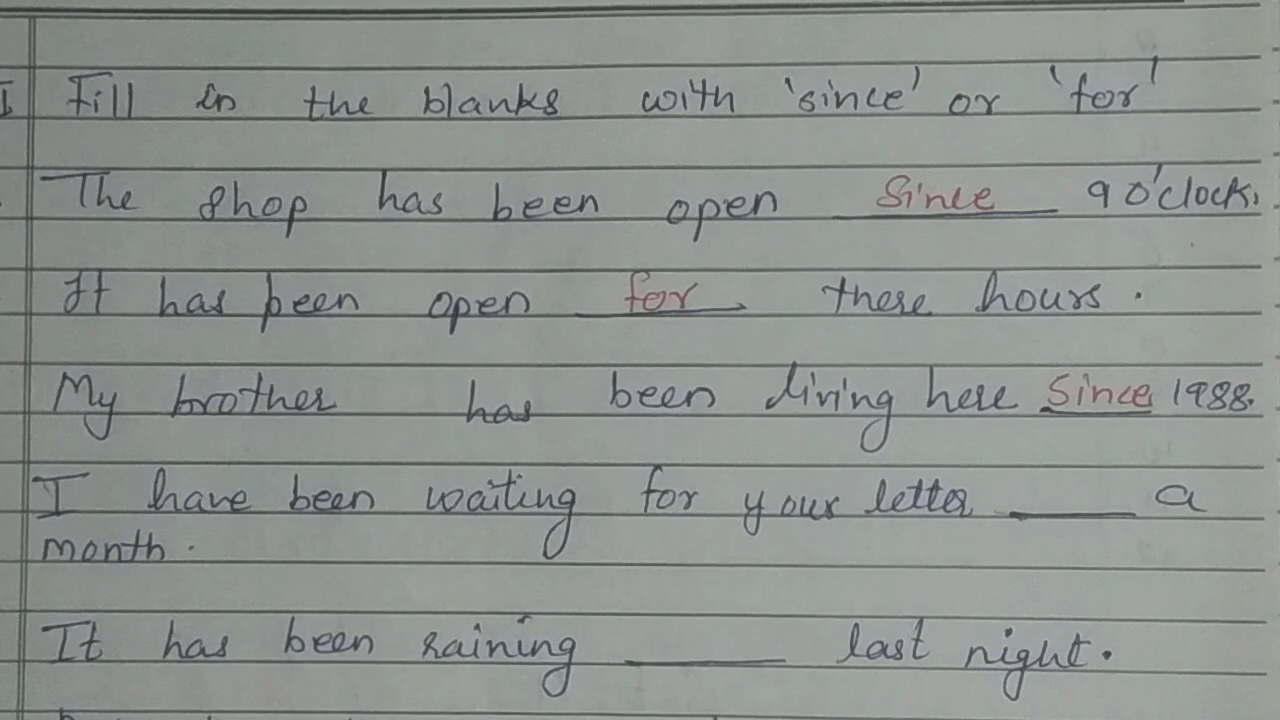 I Fill in the blanks with 'since' or 'for'
The shop has been open Since 9 o'clock.
It has been open for these hours.
My brother has been living here Since 1988.
I have been waiting for your letter ____ a
month.
It has been raining ____ last night.